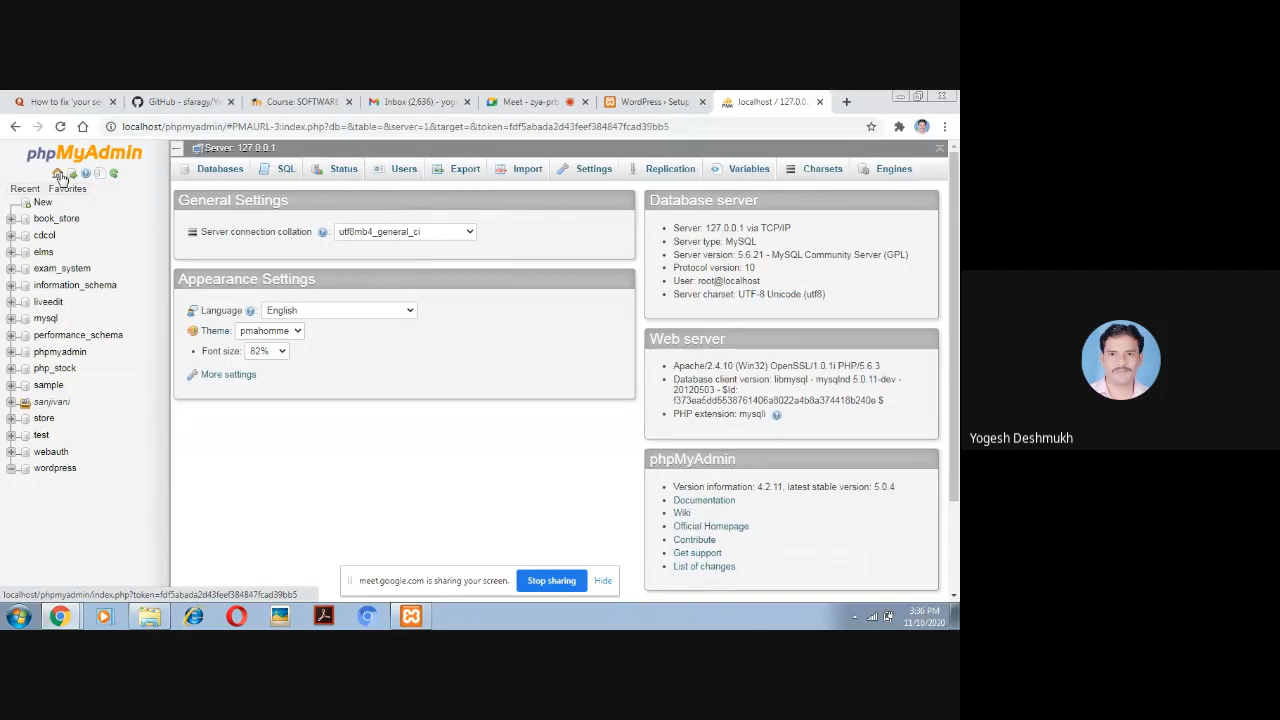 How to fix 'your se
GitHub - sfaragy/Y
Course: SOFTWARE
Inbox (2,636) - yog
Meet - zya-prb
WordPress › Setup
localhost / 127.0.0.
localhost/phpmyadmin/#PMAURL-3:index.php?db=&table=&server=1&target=&token=fdf5abada2d43feef384847fcad39bb5
phpMyAdmin
Recent Favorites
New
book_store
cdcol
elms
exam_system
information_schema
liveedit
mysql
performance_schema
phpmyadmin
php_stock
sample
sanjivani
store
test
webauth
wordpress
Server: 127.0.0.1
Databases SQL Status Users Export Import Settings Replication Variables Charsets Engines
General Settings
Server connection collation utf8mb4_general_ci
Appearance Settings
Language English
Theme: pmahomme
Font size: 82%
More settings
Database server
Server: 127.0.0.1 via TCP/IP
Server type: MySQL
Server version: 5.6.21 - MySQL Community Server (GPL)
Protocol version: 10
User: root@localhost
Server charset: UTF-8 Unicode (utf8)
Web server
Apache/2.4.10 (Win32) OpenSSL/1.0.1i PHP/5.6.3
Database client version: libmysql - mysqlnd 5.0.11-dev -
20120503 - $Id:
f373ea5dd5538761406a8022a4b8a374418b240e $
PHP extension: mysqli
phpMyAdmin
Version information: 4.2.11, latest stable version: 5.0.4
Documentation
Wiki
Official Homepage
Contribute
Get support
List of changes
meet.google.com is sharing your screen.
Stop sharing
Hide
localhost/phpmyadmin/index.php?token=fdf5abada2d43feef384847fcad39bb5
3:36 PM
11/10/2020
Yogesh Deshmukh